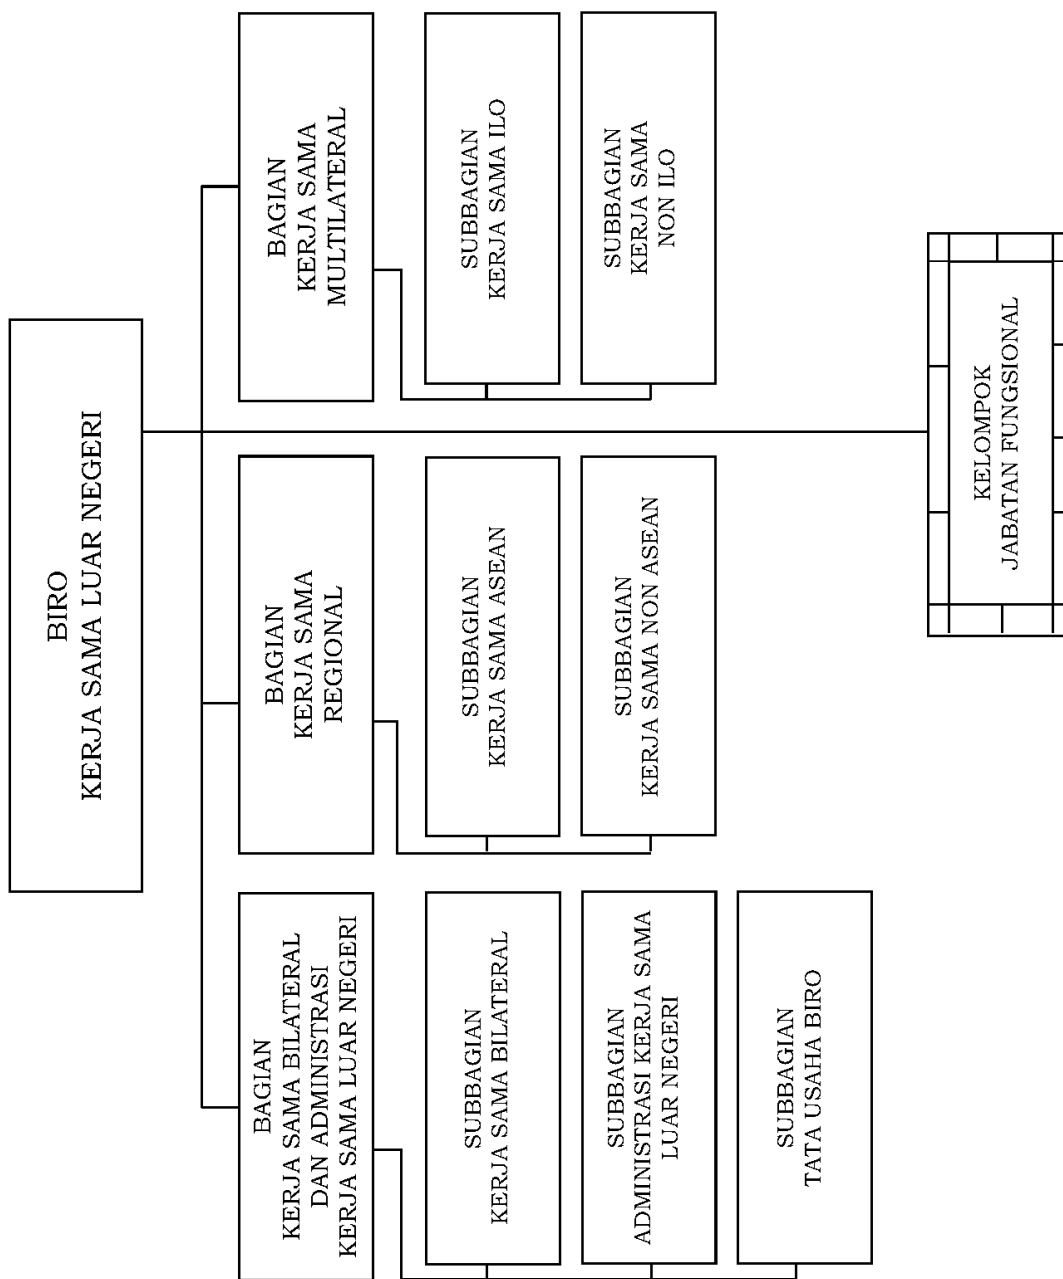 BIRO
KERJA SAMA LUAR NEGERI
BAGIAN
KERJA SAMA BILATERAL
DAN ADMINISTRASI
KERJA SAMA LUAR NEGERI
BAGIAN
KERJA SAMA
REGIONAL
BAGIAN
KERJA SAMA
MULTILATERAL
SUBBAGIAN
KERJA SAMA BILATERAL
SUBBAGIAN
KERJA SAMA ASEAN
SUBBAGIAN
KERJA SAMA ILO
SUBBAGIAN
ADMINISTRASI KERJA SAMA
LUAR NEGERI
SUBBAGIAN
KERJA SAMA NON ASEAN
SUBBAGIAN
KERJA SAMA
NON ILO
SUBBAGIAN
TATA USAHA BIRO
KELOMPOK
JABATAN FUNGSIONAL